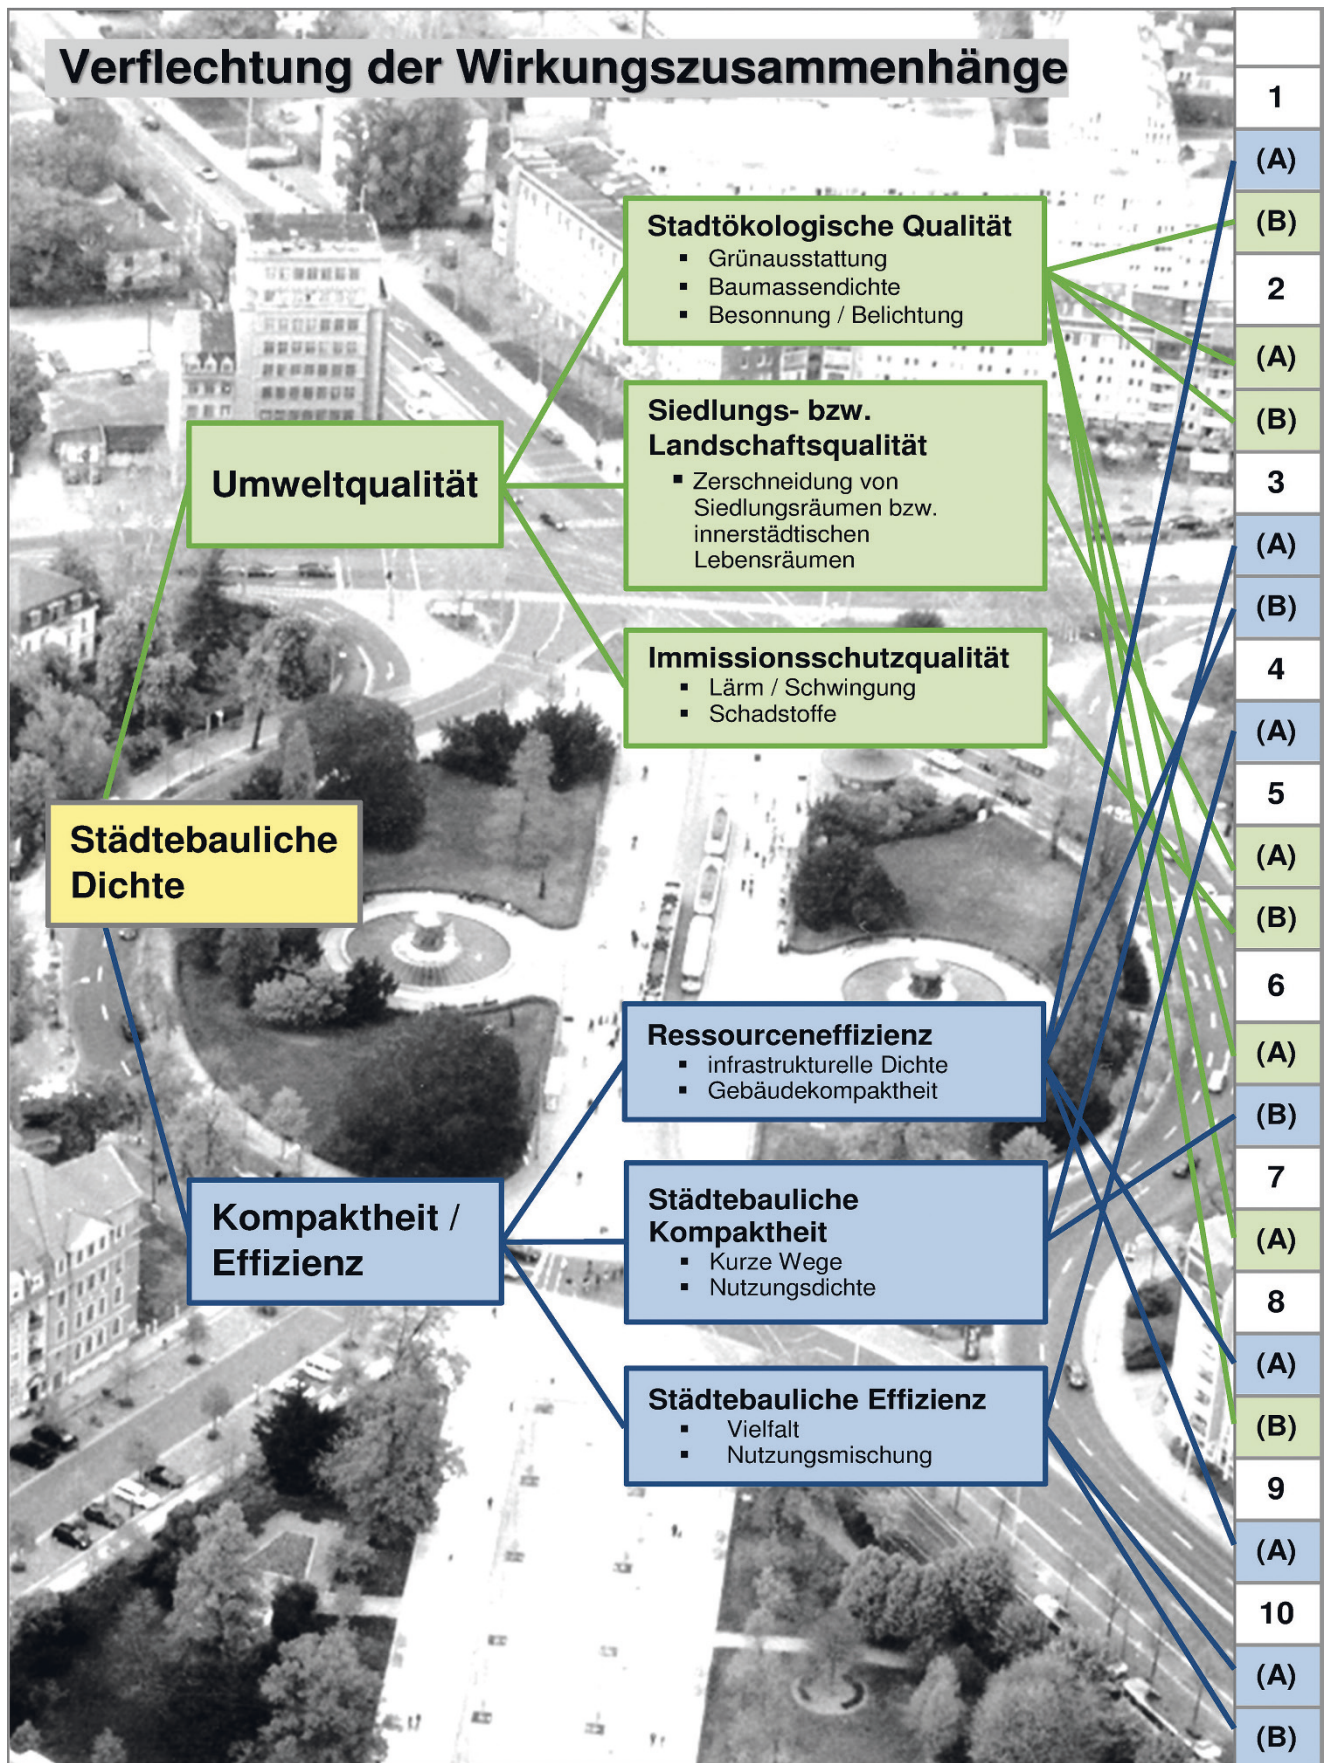 Verflechtung der Wirkungszusammenhänge
Stadtökologische Qualität
▪ Grünausstattung
▪ Baumassendichte
▪ Besonnung / Belichtung
Siedlungs- bzw.
Landschaftsqualität
▪ Zerschneidung von
Siedlungsräumen bzw.
innerstädtischen
Lebensräumen
Umweltqualität
Immissionsschutzqualität
▪ Lärm / Schwingung
▪ Schadstoffe
Städtebauliche
Dichte
Ressourceneffizienz
▪ infrastrukturelle Dichte
▪ Gebäudekompaktheit
Kompaktheit /
Effizienz
Städtebauliche
Kompaktheit
▪ Kurze Wege
▪ Nutzungsdichte
Städtebauliche Effizienz
▪ Vielfalt
▪ Nutzungsmischung
1
(A)
(B)
2
(A)
(B)
3
(A)
(B)
4
(A)
5
(A)
(B)
6
(A)
(B)
7
(A)
8
(A)
(B)
9
(A)
10
(A)
(B)